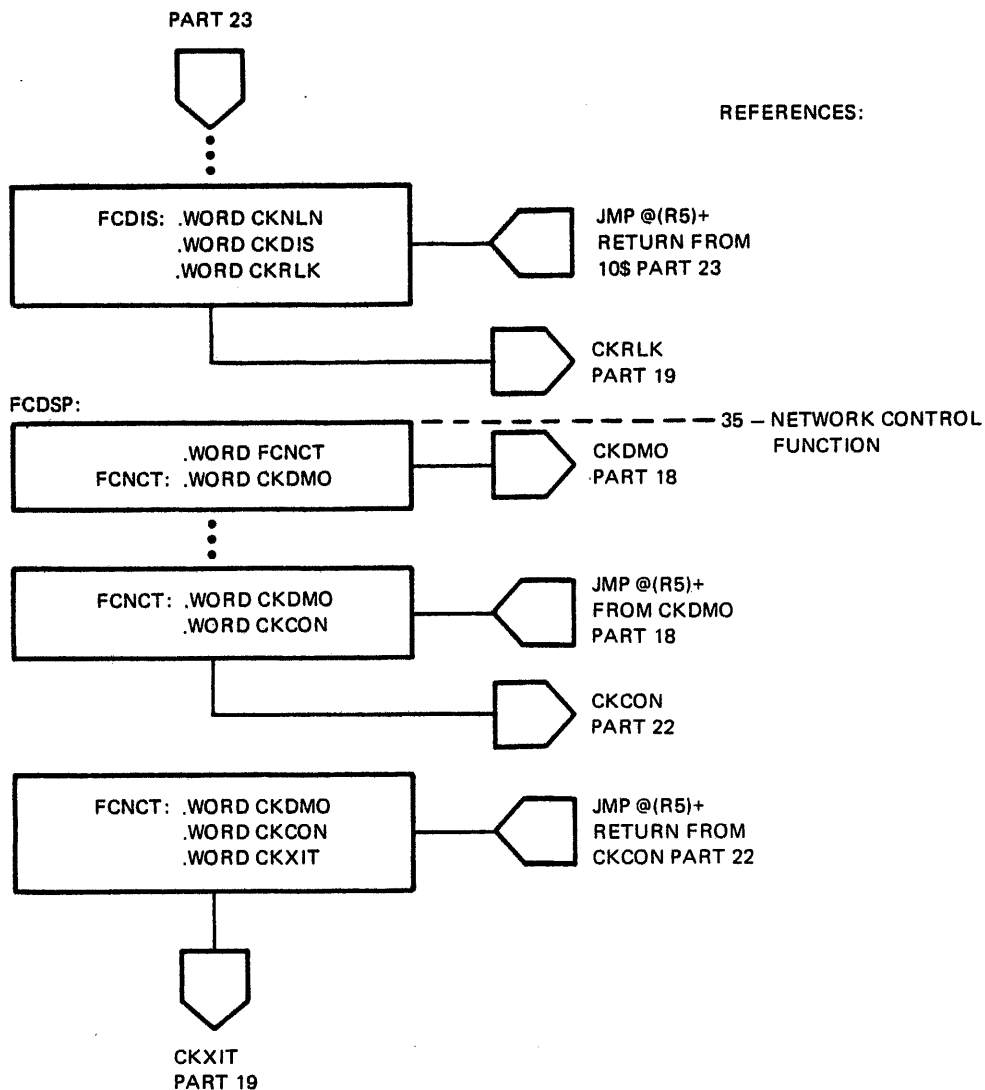 PART 23
REFERENCES:
FCDIS: .WORD CKNLN
.WORD CKDIS
.WORD CKRLK
JMP @(R5)+
RETURN FROM
10$ PART 23
CKRLK
PART 19
FCDSP:
35 – NETWORK CONTROL
FUNCTION
.WORD FCNCT
FCNCT: .WORD CKDMO
CKDMO
PART 18
FCNCT: .WORD CKDMO
.WORD CKCON
JMP @(R5)+
FROM CKDMO
PART 18
CKCON
PART 22
FCNCT: .WORD CKDMO
.WORD CKCON
.WORD CKXIT
JMP @(R5)+
RETURN FROM
CKCON PART 22
CKXIT
PART 19